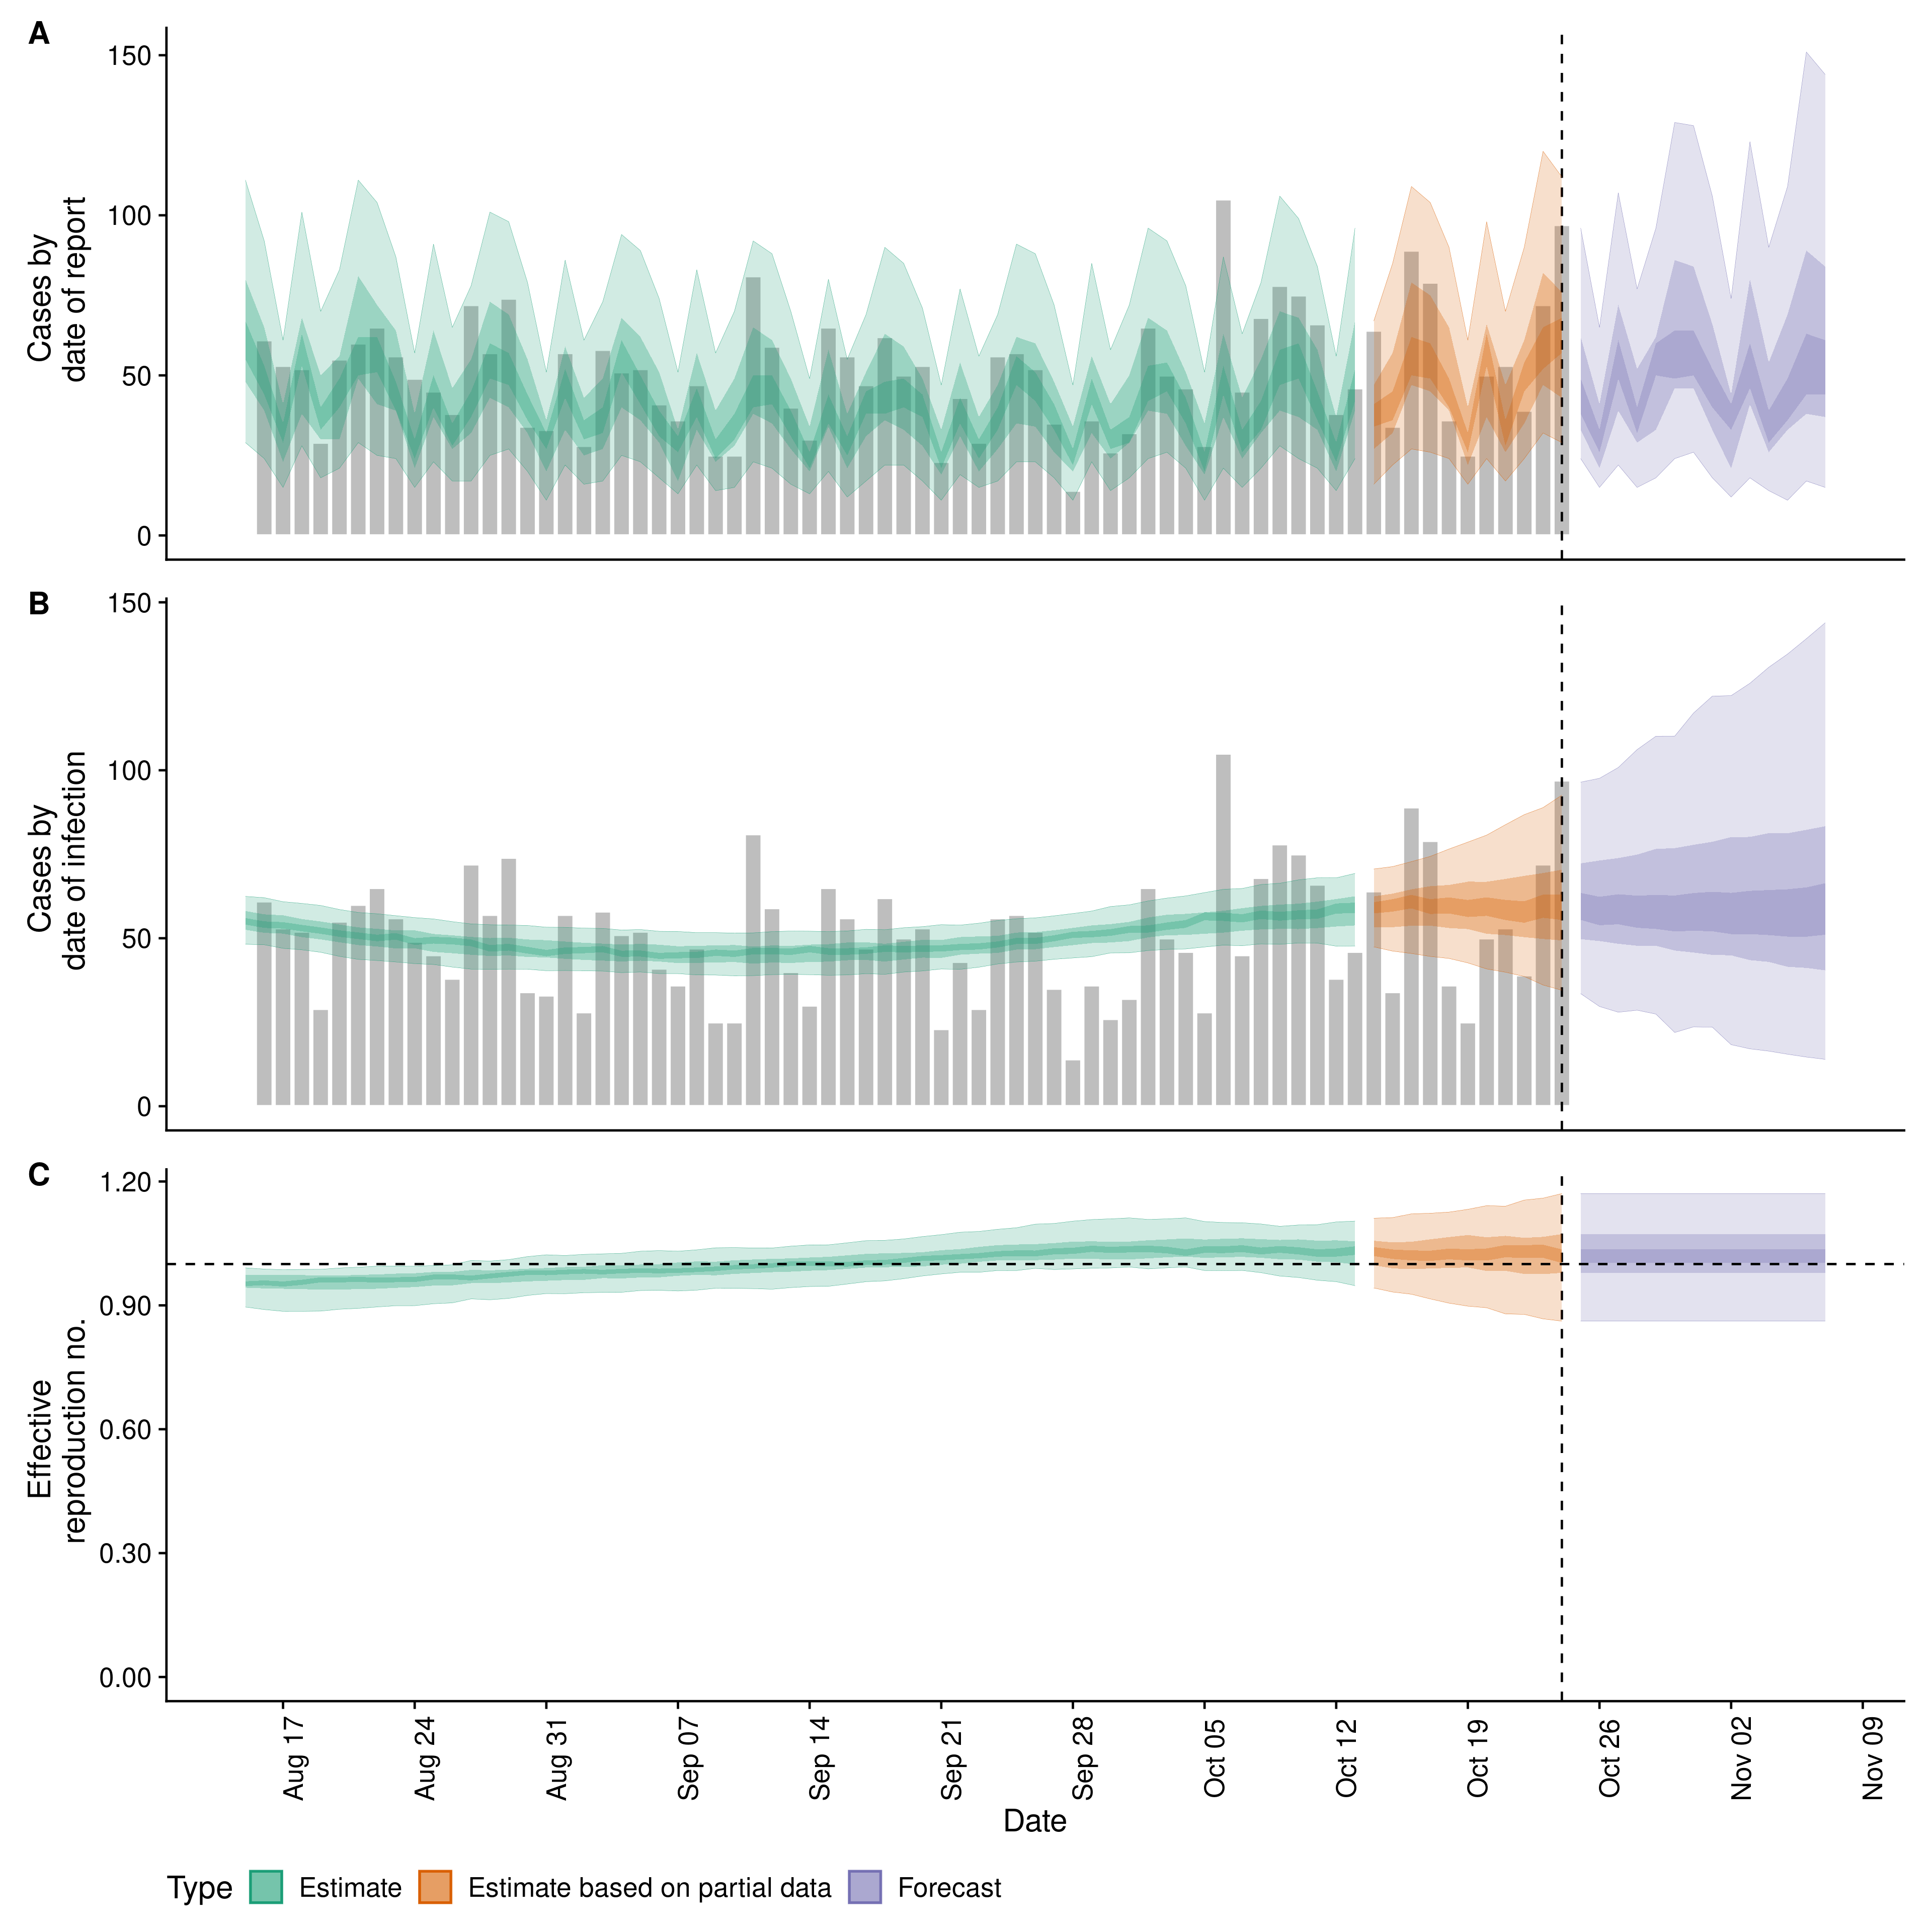 A
150
100
50
0
Cases by
date of report
B
150
100
50
0
Cases by
date of infection
C
1.20
0.90
0.60
0.30
0.00
Effective
reproduction no.
Aug 17
Aug 24
Aug 31
Sep 07
Sep 14
Sep 21
Sep 28
Oct 05
Oct 12
Oct 19
Oct 26
Nov 02
Nov 09
Date
Type Estimate Estimate based on partial data Forecast